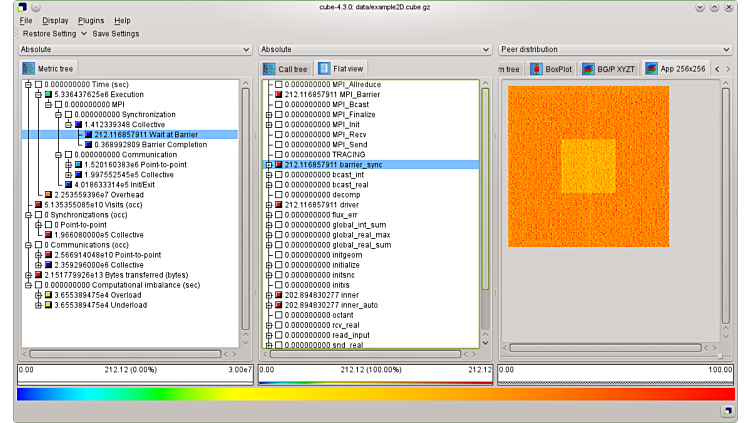 cube-4.3.0: data/example2D.cube.gz
File Display Plugins Help
Restore Setting Save Settings
Absolute
Absolute
Peer distribution
Metric tree
Call tree
Flat view
m tree
BoxPlot
BG/P XYZT
App 256x256
0.000000000 Time (sec)
5.336437625e6 Execution
0.000000000 MPI
0.000000000 Synchronization
1.412339348 Collective
212.116857911 Wait at Barrier
0.368992809 Barrier Completion
0.000000000 Communication
1.520160383e6 Point-to-point
1.997552545e5 Collective
4.018633314e5 Init/Exit
2.253559396e7 Overhead
5.135355085e10 Visits (occ)
0 Synchronizations (occ)
0 Point-to-point
1.966080000e5 Collective
0 Communications (occ)
2.566914048e10 Point-to-point
2.359296000e6 Collective
2.151779926e13 Bytes transferred (bytes)
0.000000000 Computational imbalance (sec)
3.655389475e4 Overload
3.655389475e4 Underload
0.000000000 MPI_Allreduce
212.116857911 MPI_Barrier
0.000000000 MPI_Bcast
0.000000000 MPI_Finalize
0.000000000 MPI_Init
0.000000000 MPI_Recv
0.000000000 MPI_Send
0.000000000 TRACING
212.116857911 barrier_sync
0.000000000 bcast_int
0.000000000 bcast_real
0.000000000 decomp
212.116857911 driver
0.000000000 flux_err
0.000000000 global_int_sum
0.000000000 global_real_max
0.000000000 global_real_sum
0.000000000 initgeom
0.000000000 initialize
0.000000000 initsnc
0.000000000 initxs
202.894830277 inner
202.894830277 inner_auto
0.000000000 octant
0.000000000 rcv_real
0.000000000 read_input
0.000000000 snd_real
0.00 212.12 (0.00%) 3.00e7
0.00 212.12 (100.00%) 212.12
0.00 100.00